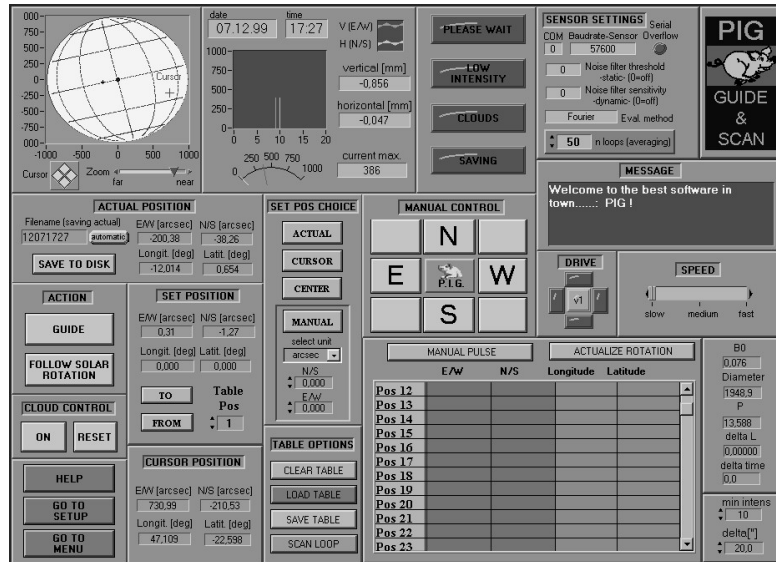 000-
750-
500-
250-
0-
-250-
-500-
-750-
000-
-1000 -500 0 500 1000
Cursor
Cursor
Zoom
far near
date time
07.12.99 17:27
V (E/W)
H (N/S)
1000-
750-
500-
250-
0-
0 5 10 15 20
vertical [mm]
-0,856
horizontal [mm]
-0,047
0 250 500 750 1000
current max.
386
PLEASE WAIT
LOW
INTENSITY
CLOUDS
SAVING
SENSOR SETTINGS
Serial
COM Baudrate-Sensor Overflow
0 57600
0 Noise filter threshold
-static- (0=off)
0 Noise filter sensitivity
-dynamic- (0=off)
Fourier Eval. method
50 n loops (averaging)
PIG
GUIDE
&
SCAN
MESSAGE
Welcome to the best software in
town.....: PIG !
ACTUAL POSITION
Filename (saving actual)
12071727 automatic
SAVE TO DISK
E/W [arcsec] N/S [arcsec]
-200,38 -38,26
Longit. [deg] Latit. [deg]
-12,014 0,654
SET POS CHOICE
ACTUAL
CURSOR
CENTER
MANUAL
select unit
arcsec
N/S
0,000
E/W
0,000
MANUAL CONTROL
N
E P.I.G. W
S
DRIVE
v1
SPEED
slow medium fast
ACTION
GUIDE
FOLLOW SOLAR
ROTATION
SET POSITION
E/W [arcsec] N/S [arcsec]
0,31 -1,27
Longit. [deg] Latit. [deg]
0,000 0,000
TO
FROM
Table
Pos
1
CLOUD CONTROL
ON RESET
HELP
GO TO
SETUP
GO TO
MENU
CURSOR POSITION
E/W [arcsec] N/S [arcsec]
730,99 -210,53
Longit. [deg] Latit. [deg]
47,109 -22,598
TABLE OPTIONS
CLEAR TABLE
LOAD TABLE
SAVE TABLE
SCAN LOOP
MANUAL PULSE ACTUALIZE ROTATION
E/W N/S Longitude Latitude
Pos 12
Pos 13
Pos 14
Pos 15
Pos 16
Pos 17
Pos 18
Pos 19
Pos 20
Pos 21
Pos 22
Pos 23
B0
0,076
Diameter
1948,9
P
13,588
delta L
0,00000
delta time
0,0
min intens
10
delta["]
20,0